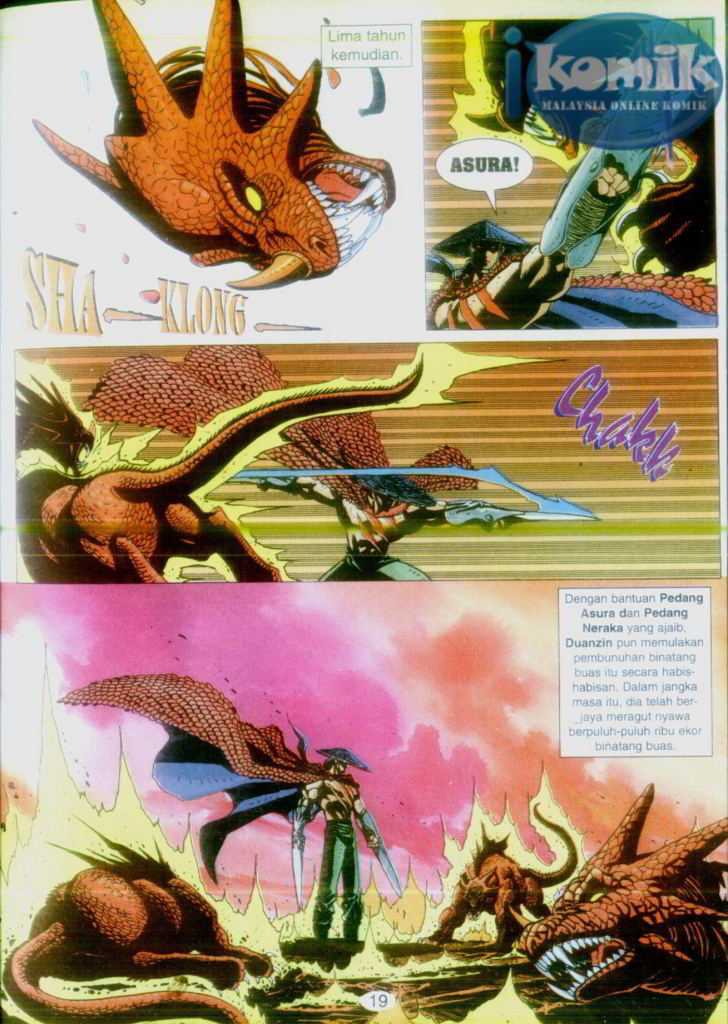 Lima tahun
kemudian.
ikomik
MALAYSIA ONLINE KOMIK
ASURA!
SHA — KLONG —
Chakk
Dengan bantuan Pedang
Asura dan Pedang
Neraka yang ajaib,
Duanzin pun memulakan
pembunuhan binatang
buas itu secara habis-
habisan. Dalam jangka
masa itu, dia telah ber-
jaya meragut nyawa
berpuluh-puluh ribu ekor
binatang buas.
19